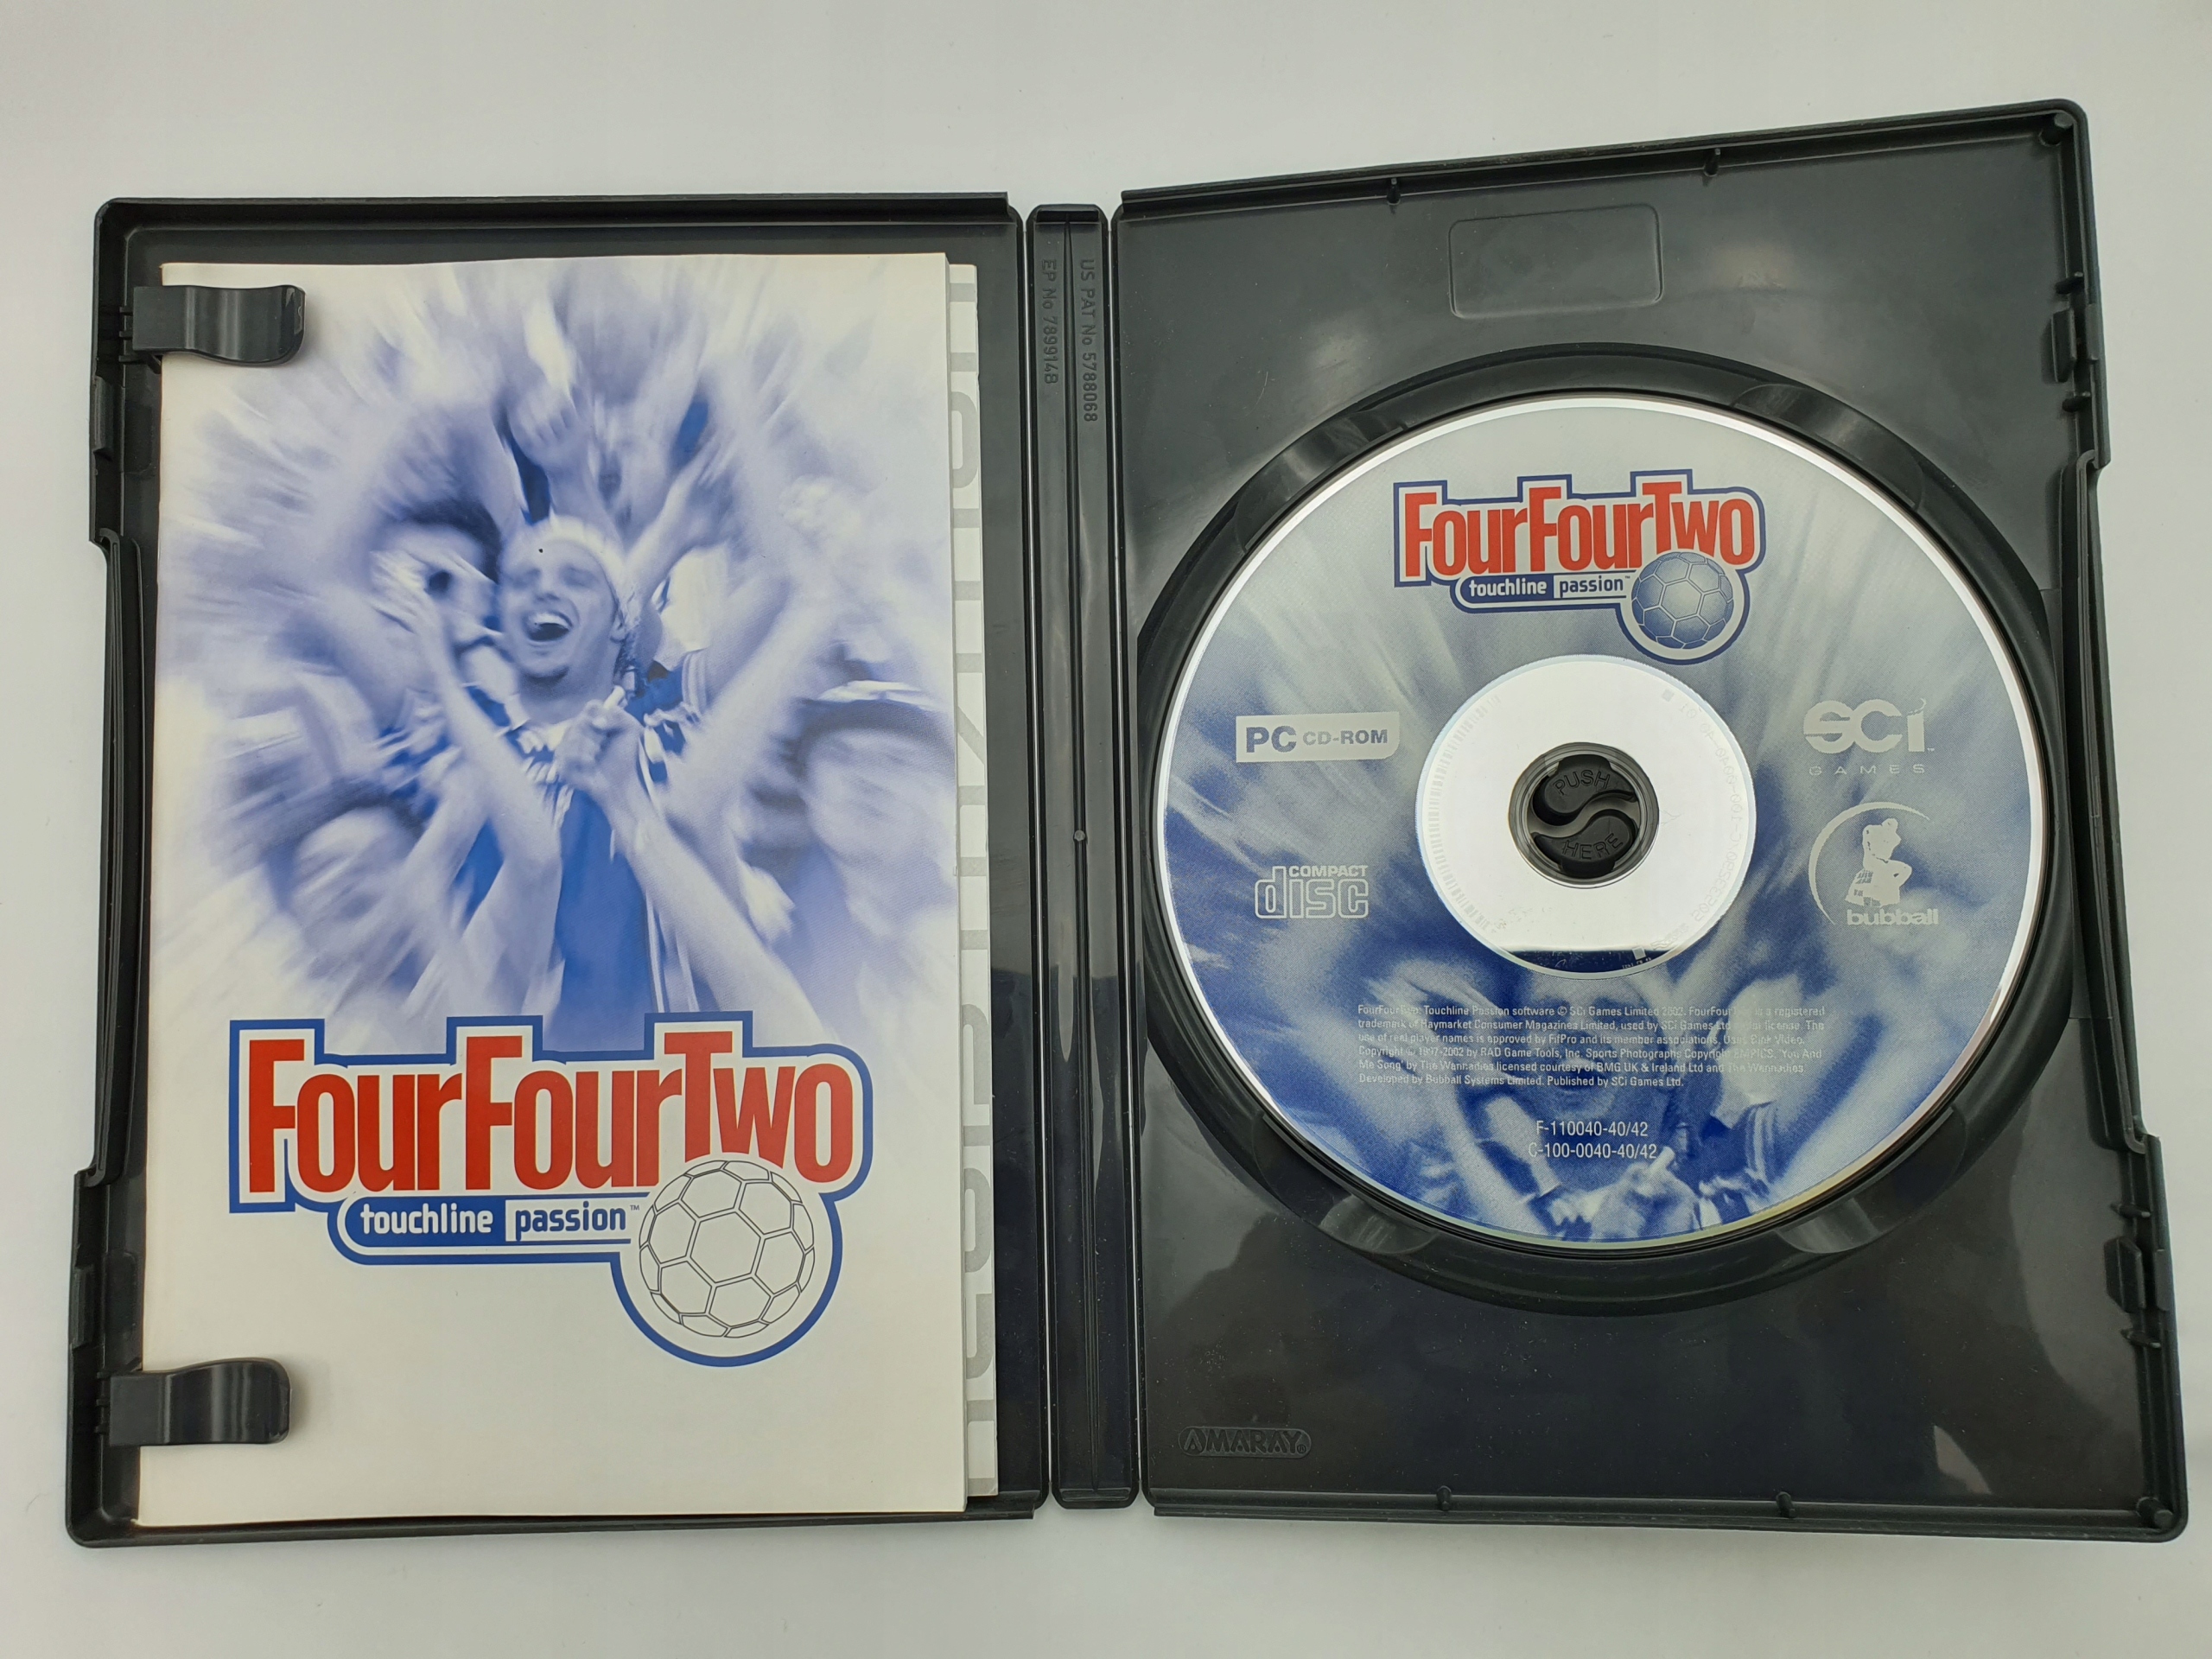 FourFourTwo
touchline passion™
EP No 7899148
US PAT No 5788068
FourFourTwo
touchline passion™
PC CD-ROM
SCi
GAMES
PUSH
HERE
COMPACT
disc
bubball
FourFourTwo Touchline Passion software © SCi Games Limited 2002. FourFourTwo is a registered
trademark of Haymarket Consumer Magazines Limited, used by SCi Games Ltd under license. The
use of real player names is approved by FifPro and its member associations. Uses Bink Video.
Copyright © 1997-2002 by RAD Game Tools, Inc. Sports Photographs Copyright EMPICS. 'You And
Me Song' by The Wannadies licensed courtesy of BMG UK & Ireland Ltd and The Wannadies.
Developed by Bubball Systems Limited. Published by SCi Games Ltd.
F-110040-40/42
C-100-0040-40/42
AMARAY®